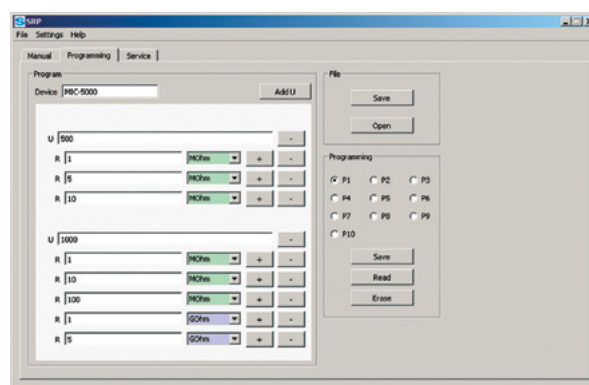 SRP
File Settings Help
Manual Programming Service
Program
Device MIC-5000 Add U
U 500 -
R 1 MOhm + -
R 5 MOhm + -
R 10 MOhm + -
U 1000 -
R 1 MOhm + -
R 10 MOhm + -
R 100 MOhm + -
R 1 GOhm + -
R 5 GOhm + -
File
Save
Open
Programming
P1 P2 P3
P4 P5 P6
P7 P8 P9
P10
Save
Read
Erase